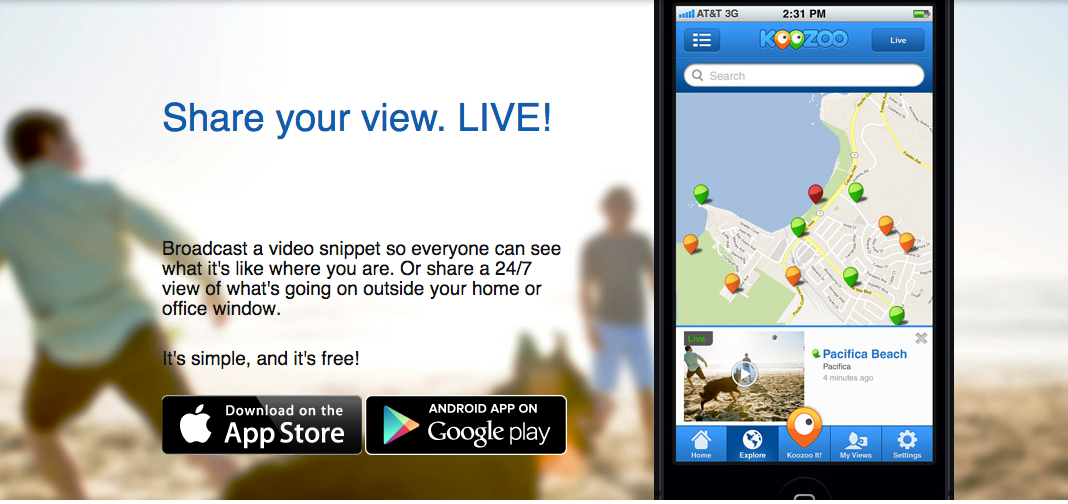 Share your view. LIVE!
Broadcast a video snippet so everyone can see
what it's like where you are. Or share a 24/7
view of what's going on outside your home or
office window.
It's simple, and it's free!
Download on the
App Store
ANDROID APP ON
Google play
AT&T 3G
2:31 PM
KOOZOO
Live
Search
Live
Pacifica Beach
Pacifica
4 minutes ago
Home
Explore
Koozoo It!
My Views
Settings